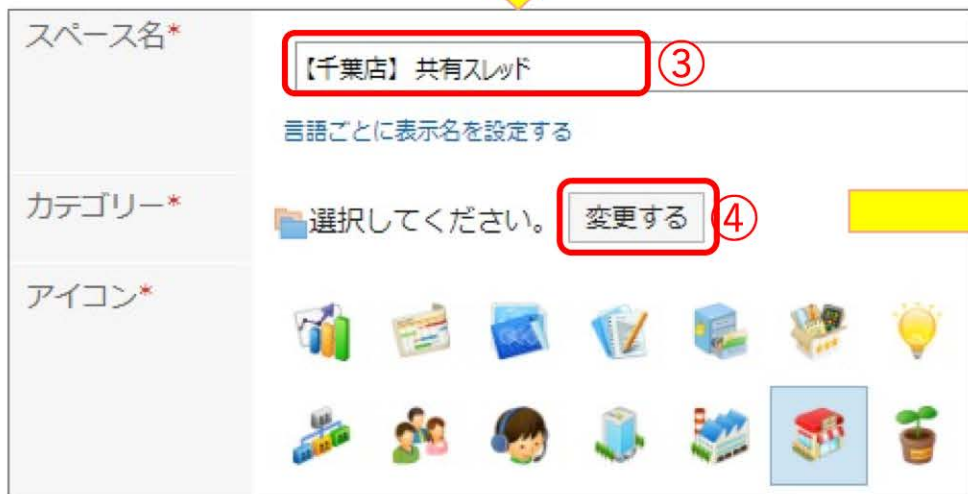 スペース名*
【千葉店】 共有スレッド ③
言語ごとに表示名を設定する
カテゴリー*
選択してください。 変更する ④
アイコン*